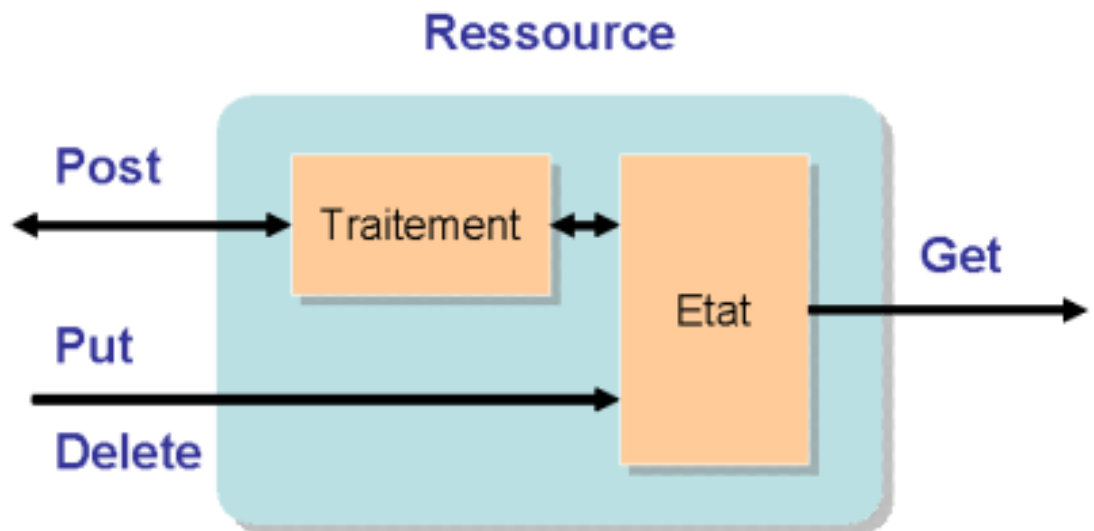 Ressource
Post
Traitement
Get
Etat
Put
Delete